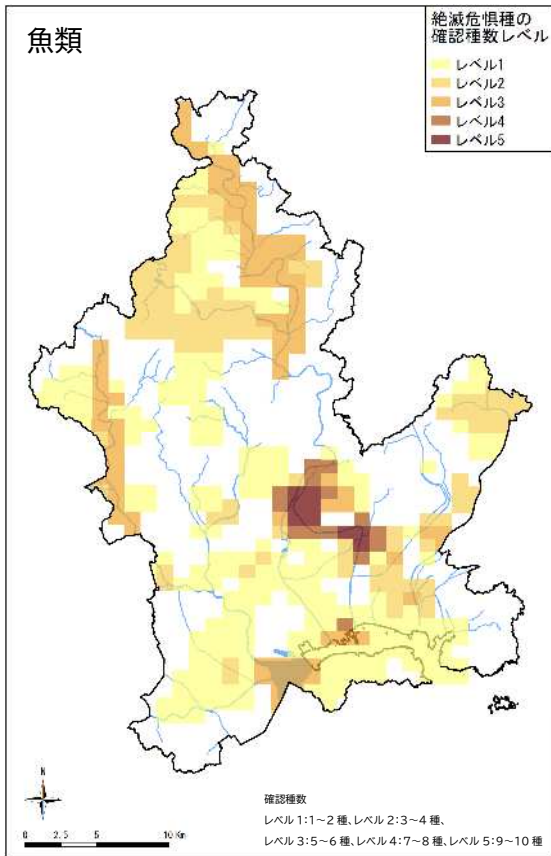 魚類
絶滅危惧種の
確認種数レベル
レベル1
レベル2
レベル3
レベル4
レベル5
N
0 2.5 5 10 Km
確認種数
レベル1:1~2 種、レベル2:3~4 種、
レベル3:5~6 種、レベル4:7~8 種、レベル5:9~10 種